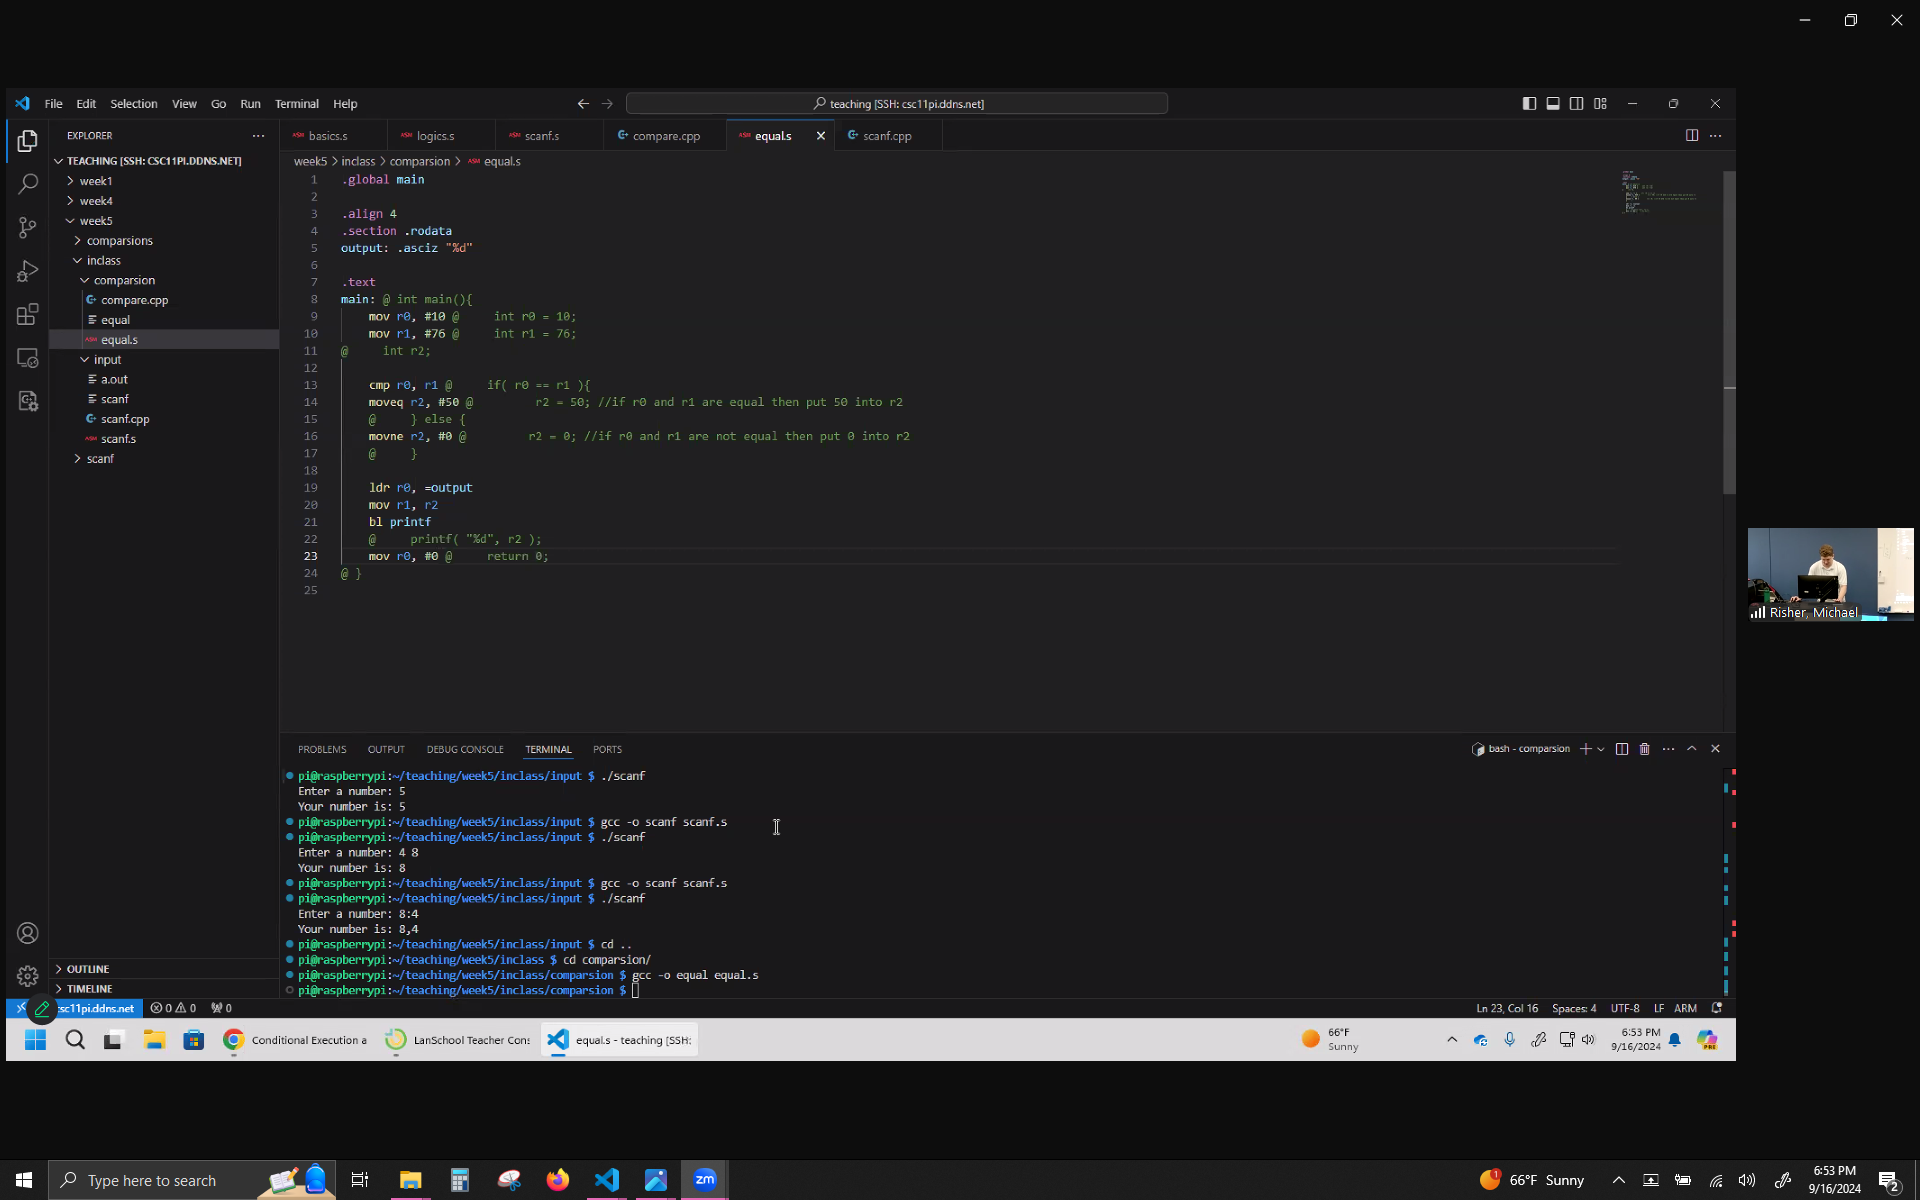 File Edit Selection View Go Run Terminal Help
teaching [SSH: csc11pi.ddns.net]
EXPLORER
TEACHING [SSH: CSC11PI.DDNS.NET]
week1
week4
week5
comparsions
inclass
comparsion
compare.cpp
equal
equal.s
input
a.out
scanf
scanf.cpp
scanf.s
scanf
OUTLINE
TIMELINE
basics.s logics.s scanf.s compare.cpp equal.s scanf.cpp
week5 > inclass > comparsion > equal.s
1 .global main
2
3 .align 4
4 .section .rodata
5 output: .asciz "%d"
6
7 .text
8 main: @ int main(){
9 mov r0, #10 @ int r0 = 10;
10 mov r1, #76 @ int r1 = 76;
11 @ int r2;
12
13 cmp r0, r1 @ if( r0 == r1 ){
14 moveq r2, #50 @ r2 = 50; //if r0 and r1 are equal then put 50 into r2
15 @ } else {
16 movne r2, #0 @ r2 = 0; //if r0 and r1 are not equal then put 0 into r2
17 @ }
18
19 ldr r0, =output
20 mov r1, r2
21 bl printf
22 @ printf( "%d", r2 );
23 mov r0, #0 @ return 0;
24 @ }
25
PROBLEMS OUTPUT DEBUG CONSOLE TERMINAL PORTS
bash - comparsion
pi@raspberrypi:~/teaching/week5/inclass/input $ ./scanf
Enter a number: 5
Your number is: 5
pi@raspberrypi:~/teaching/week5/inclass/input $ gcc -o scanf scanf.s
pi@raspberrypi:~/teaching/week5/inclass/input $ ./scanf
Enter a number: 4 8
Your number is: 8
pi@raspberrypi:~/teaching/week5/inclass/input $ gcc -o scanf scanf.s
pi@raspberrypi:~/teaching/week5/inclass/input $ ./scanf
Enter a number: 8:4
Your number is: 8,4
pi@raspberrypi:~/teaching/week5/inclass/input $ cd ..
pi@raspberrypi:~/teaching/week5/inclass $ cd comparsion/
pi@raspberrypi:~/teaching/week5/inclass/comparsion $ gcc -o equal equal.s
pi@raspberrypi:~/teaching/week5/inclass/comparsion $
csc11pi.ddns.net 0 0 0
Ln 23, Col 16 Spaces: 4 UTF-8 LF ARM
Risher, Michael
Conditional Execution a
LanSchool Teacher Cons
equal.s - teaching [SSH:
66°F
Sunny
6:53 PM
9/16/2024
PRE
Type here to search
zm
1
66°F Sunny
6:53 PM
9/16/2024
2